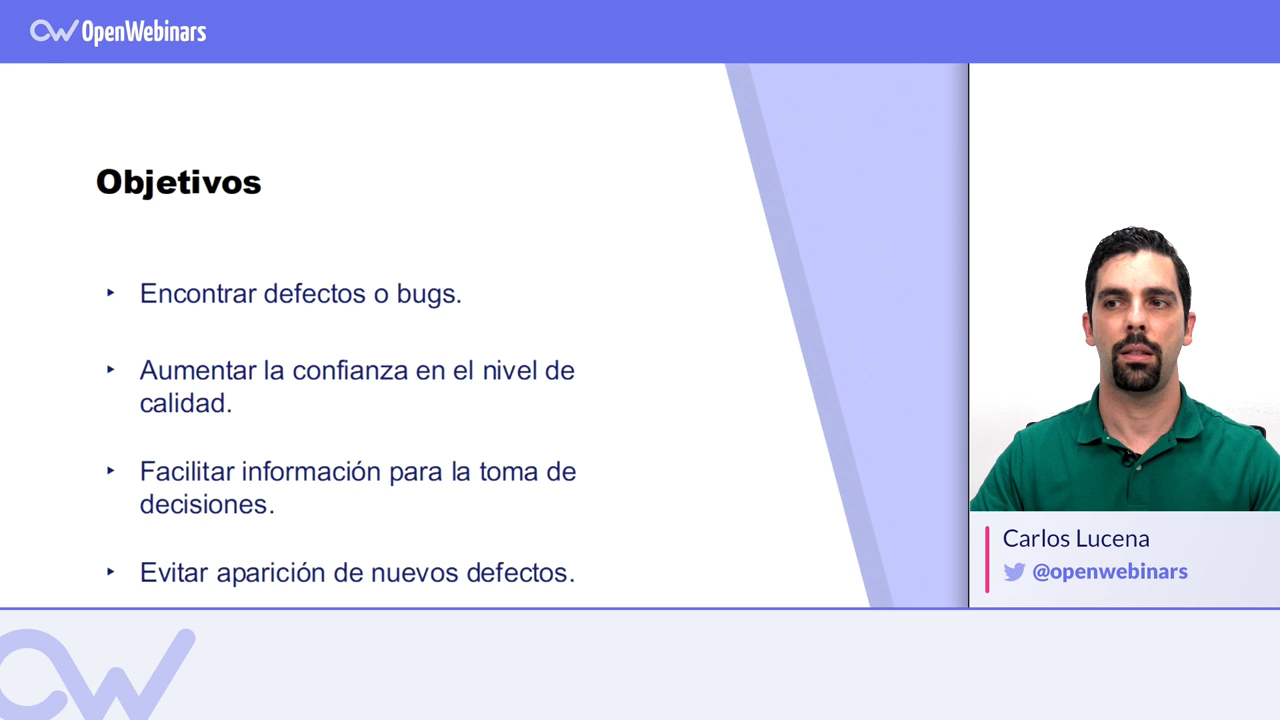 OpenWebinars
Objetivos
‣ Encontrar defectos o bugs.
‣ Aumentar la confianza en el nivel de
calidad.
‣ Facilitar información para la toma de
decisiones.
‣ Evitar aparición de nuevos defectos.
Carlos Lucena
@openwebinars